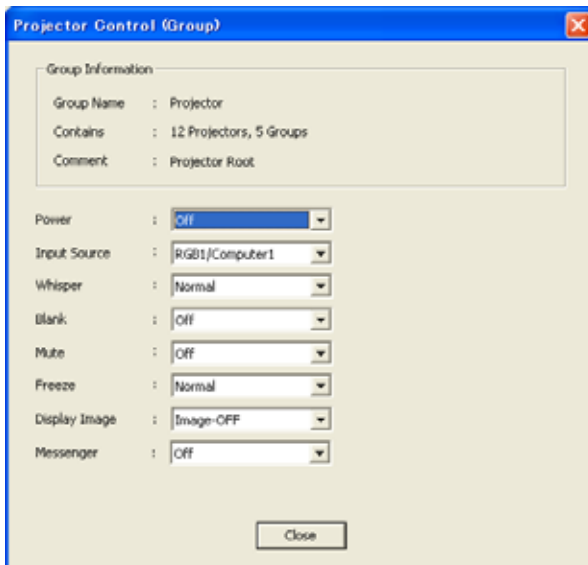 Projector Control (Group)
Group Information
Group Name : Projector
Contains : 12 Projectors, 5 Groups
Comment : Projector Root
Power : Off
Input Source : RGB1/Computer1
Whisper : Normal
Blank : Off
Mute : Off
Freeze : Normal
Display Image : Image-OFF
Messenger : Off
Close